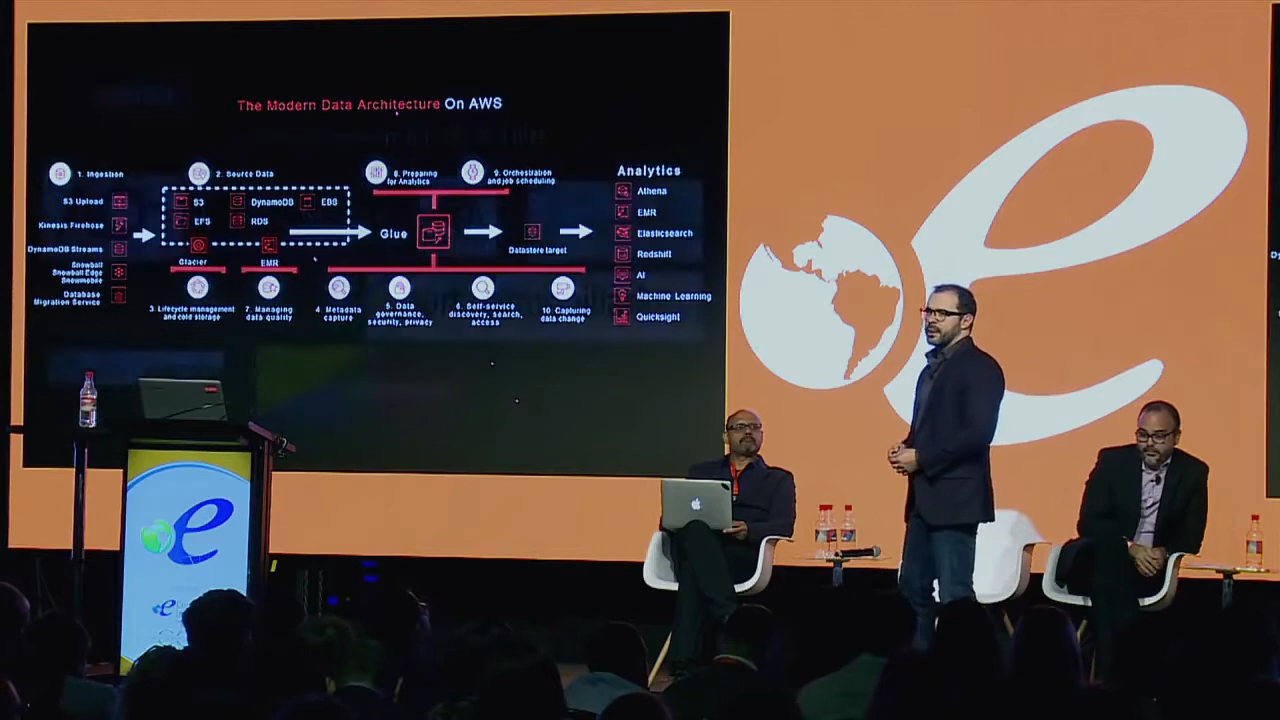 The Modern Data Architecture On AWS
1. Ingestion
2. Source Data
8. Preparing
for Analytics
9. Orchestration
and job scheduling
Analytics
S3 Upload
Kinesis Firehose
DynamoDB Streams
Snowball
Snowball Edge
Snowmobile
Database
Migration Service
S3
DynamoDB
EBS
EFS
RDS
Glacier
EMR
Glue
Datastore target
Athena
EMR
Elasticsearch
Redshift
AI
Machine Learning
Quicksight
3. Lifecycle management
and cold storage
7. Managing
data quality
4. Metadata
capture
5. Data
governance,
security, privacy
6. Self-service
discovery, search,
access
10. Capturing
data change
e
e
e